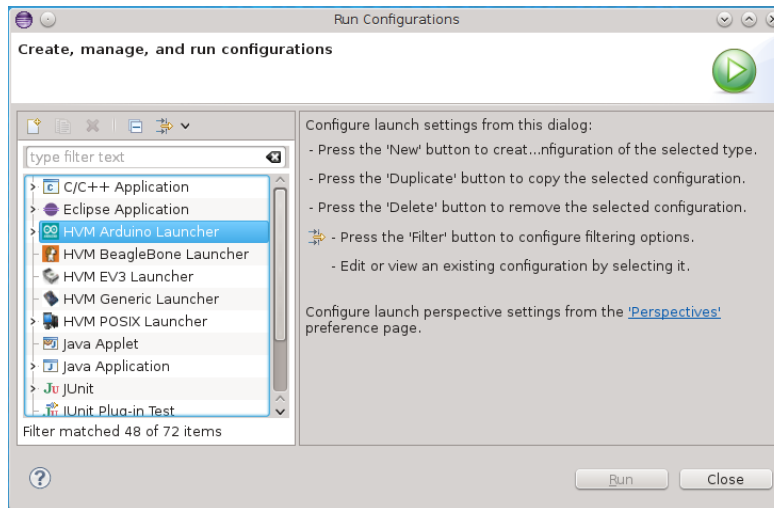 Run Configurations
Create, manage, and run configurations
type filter text
C/C++ Application
Eclipse Application
HVM Arduino Launcher
HVM BeagleBone Launcher
HVM EV3 Launcher
HVM Generic Launcher
HVM POSIX Launcher
Java Applet
Java Application
JUnit
JUnit Plug-in Test
Filter matched 48 of 72 items
Configure launch settings from this dialog:
- Press the 'New' button to creat...nfiguration of the selected type.
- Press the 'Duplicate' button to copy the selected configuration.
- Press the 'Delete' button to remove the selected configuration.
- Press the 'Filter' button to configure filtering options.
- Edit or view an existing configuration by selecting it.
Configure launch perspective settings from the 'Perspectives'
preference page.
Run
Close